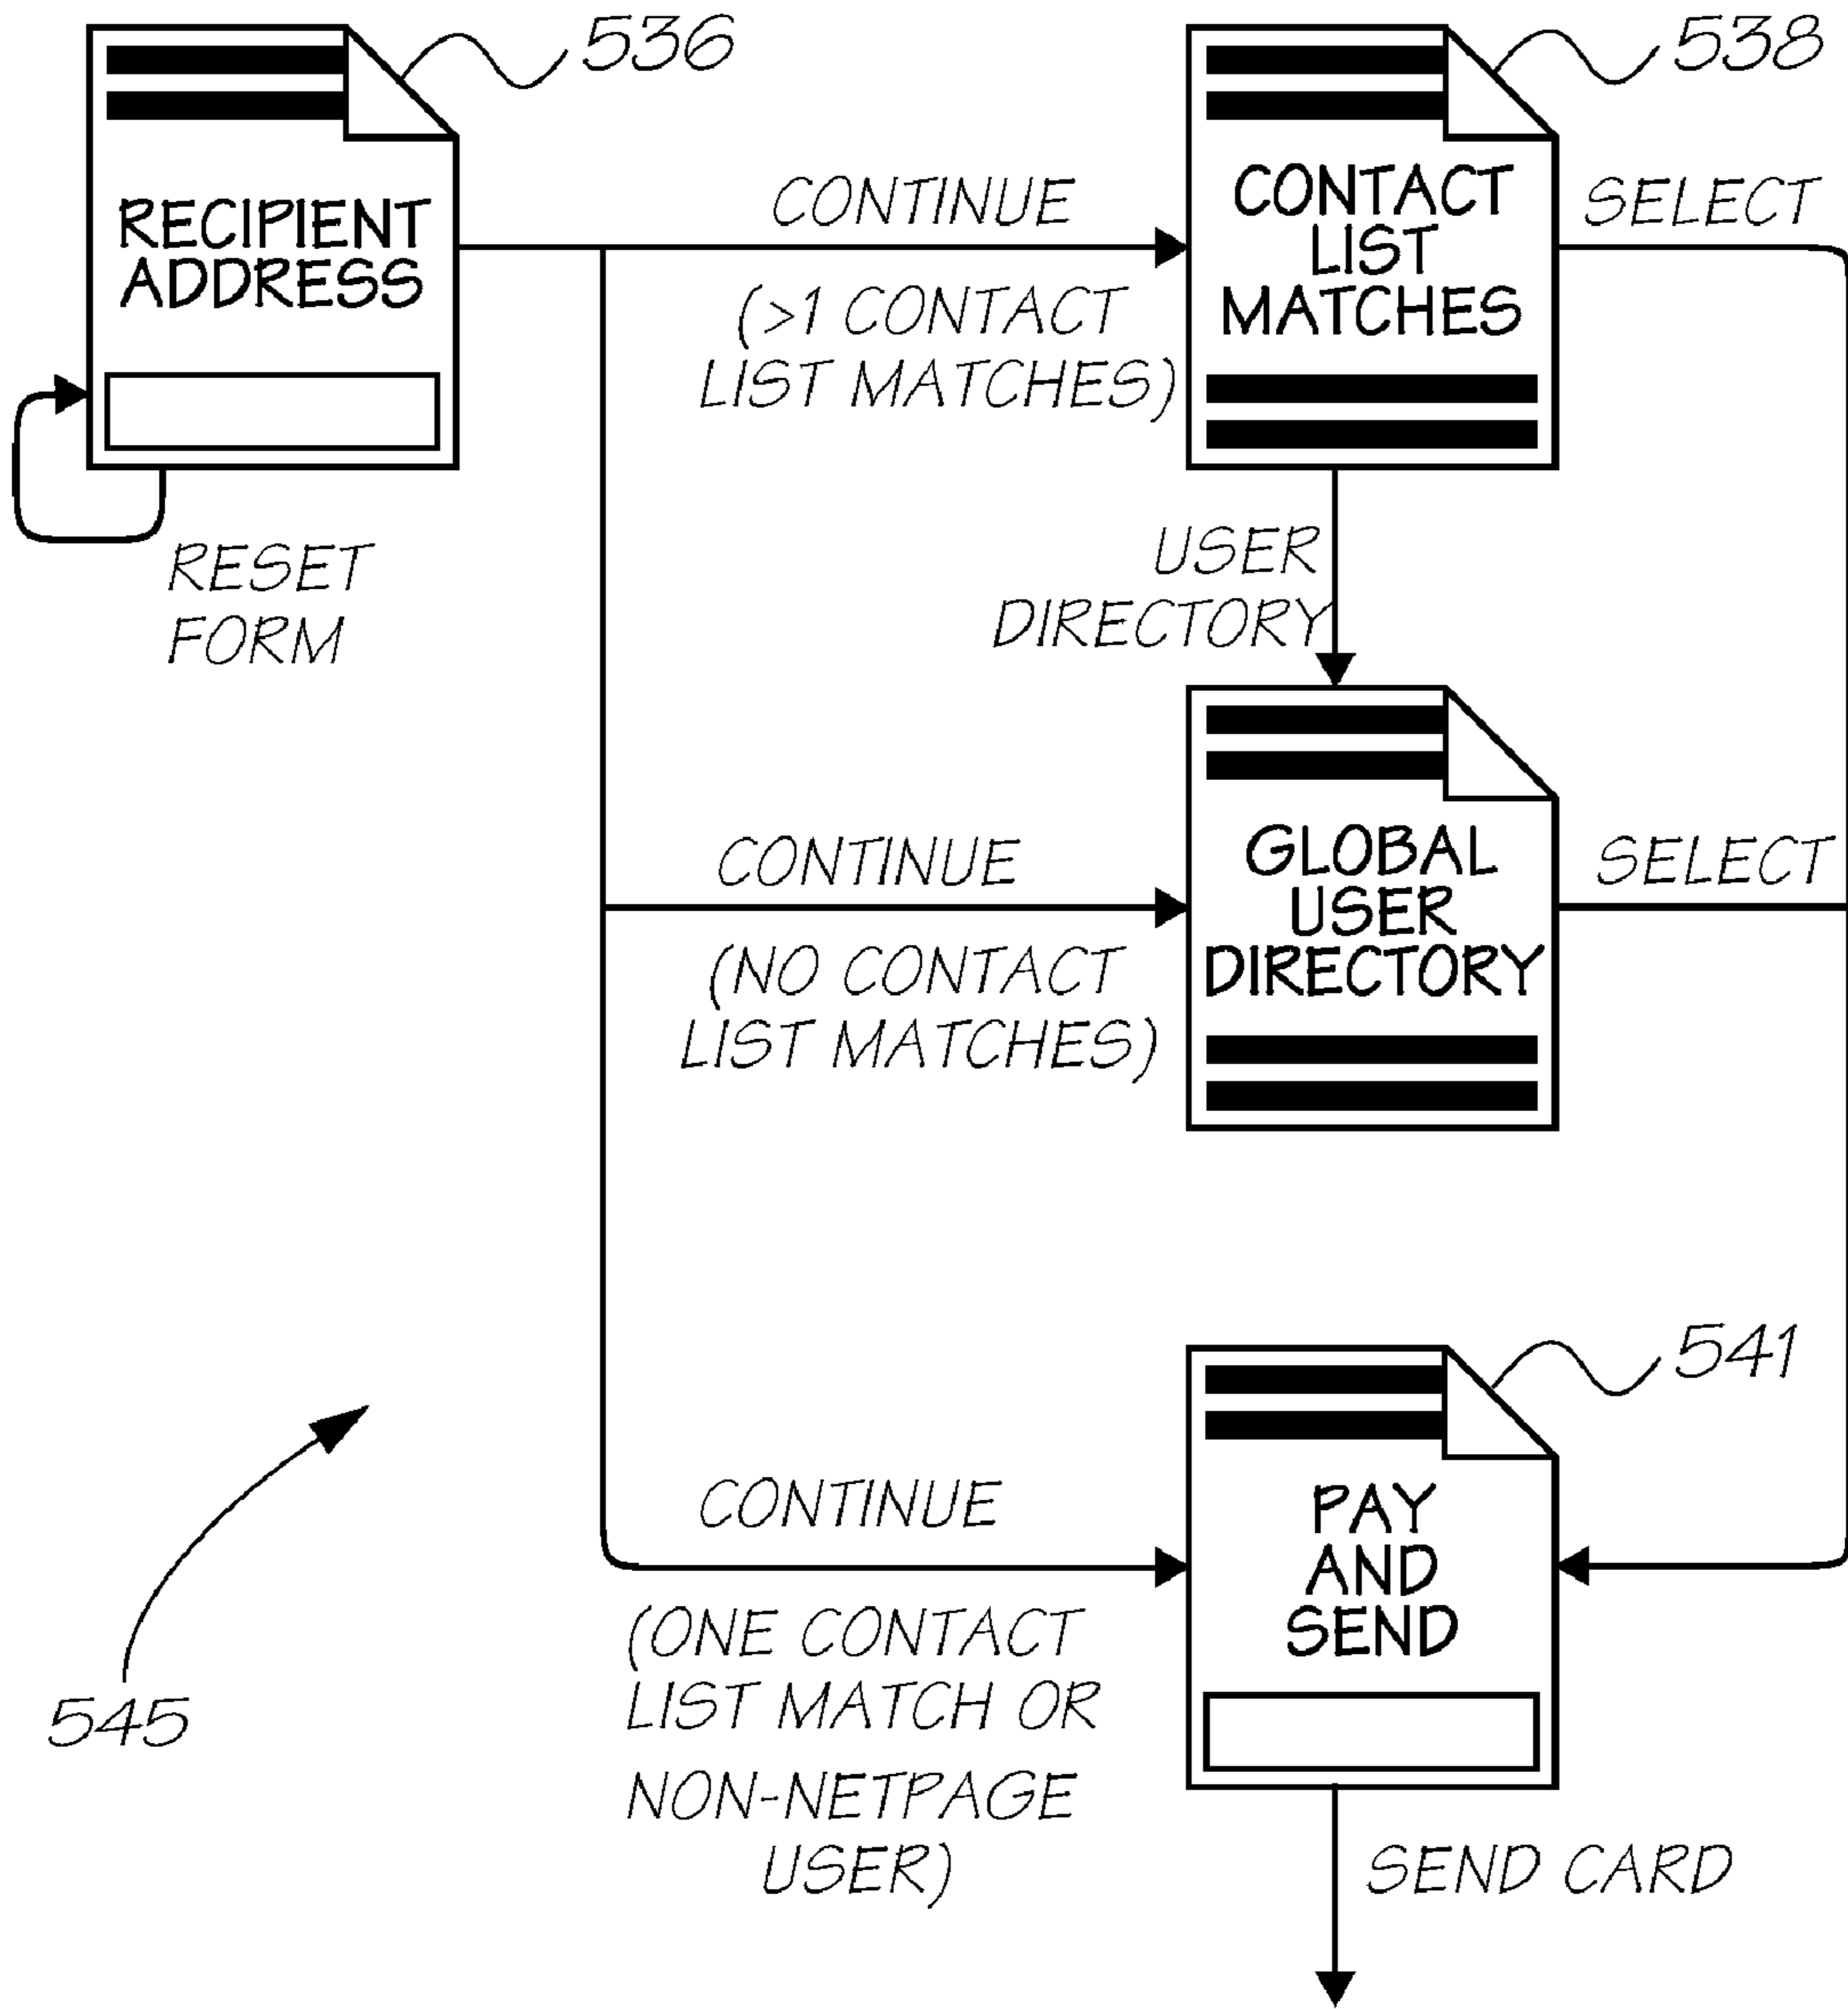 536
538
RECIPIENT
ADDRESS
CONTINUE
(>1 CONTACT
LIST MATCHES)
CONTACT
LIST
MATCHES
SELECT
RESET
FORM
USER
DIRECTORY
CONTINUE
(NO CONTACT
LIST MATCHES)
GLOBAL
USER
DIRECTORY
SELECT
541
CONTINUE
(ONE CONTACT
LIST MATCH OR
NON-NETPAGE
USER)
PAY
AND
SEND
545
SEND CARD